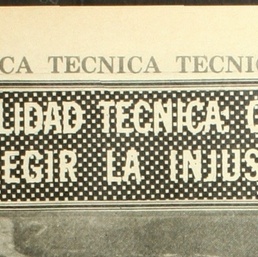 CA TECNICA TECNIC
LIDAD TECNICA: C
EGIR LA INJUS